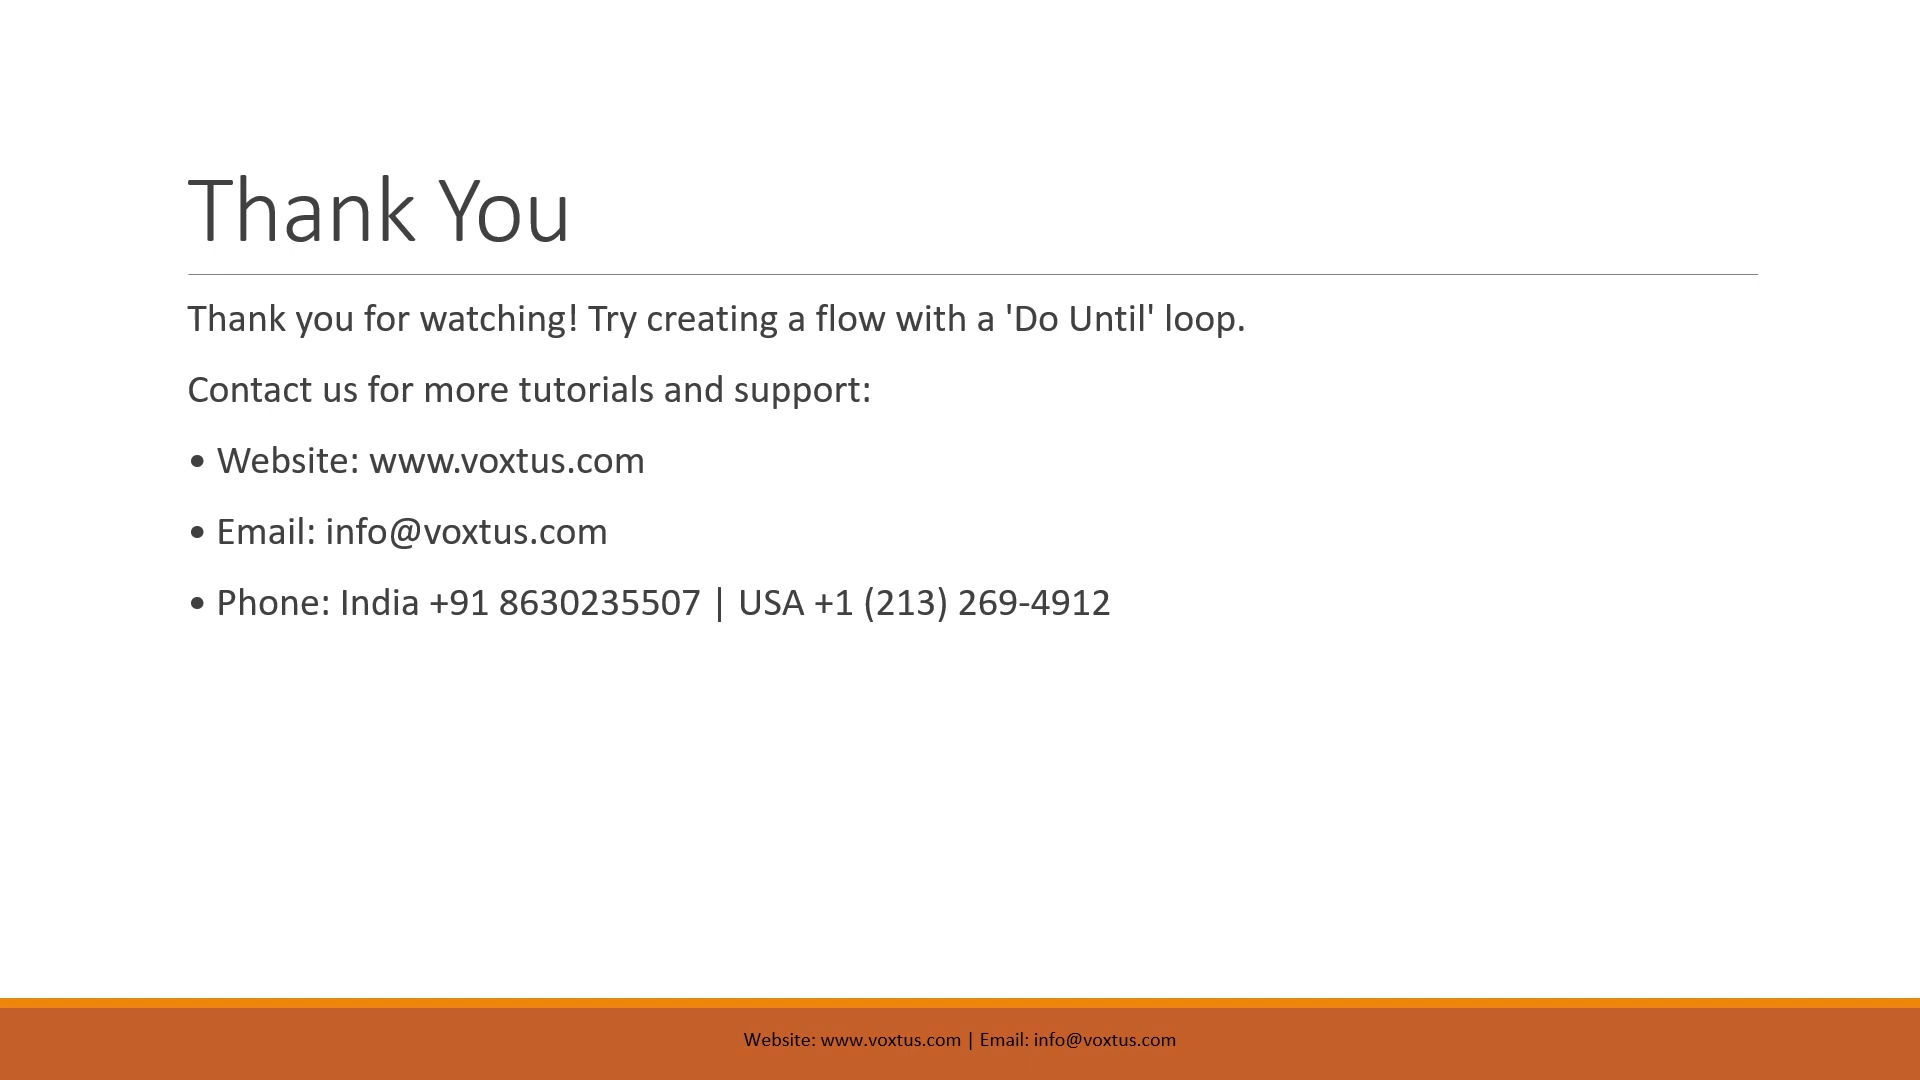 Thank You
Thank you for watching! Try creating a flow with a 'Do Until' loop.
Contact us for more tutorials and support:
• Website: www.voxtus.com
• Email: info@voxtus.com
• Phone: India +91 8630235507 | USA +1 (213) 269-4912
Website: www.voxtus.com | Email: info@voxtus.com